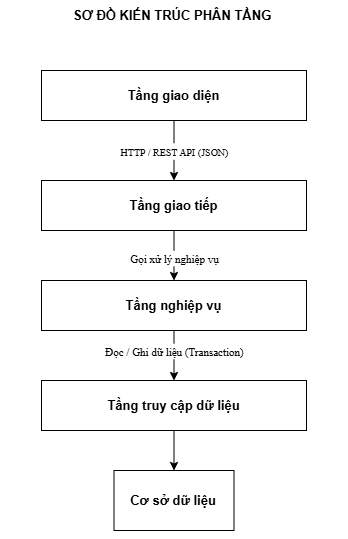 SƠ ĐỒ KIẾN TRÚC PHÂN TẦNG
Tầng giao diện
HTTP / REST API (JSON)
Tầng giao tiếp
Gọi xử lý nghiệp vụ
Tầng nghiệp vụ
Đọc / Ghi dữ liệu (Transaction)
Tầng truy cập dữ liệu
Cơ sở dữ liệu